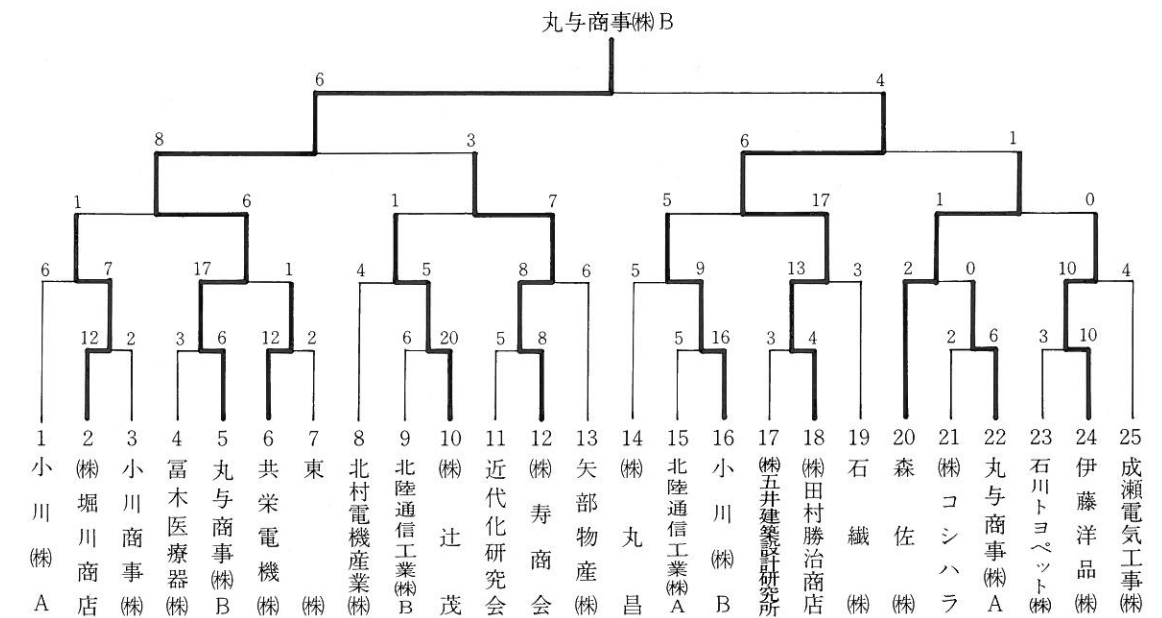 丸与商事㈱B
6 4
8 3 6 1
1 6 1 7 5 17 1 0
6 7 17 1 4 5 8 6 5 9 13 3 2 0 10 4
12 2 3 6 12 2 6 20 5 8 5 16 3 4 2 6 3 10
1 2 3 4 5 6 7 8 9 10 11 12 13 14 15 16 17 18 19 20 21 22 23 24 25
小川㈱A
㈱堀川商店
小川商事㈱
冨木医療器㈱
丸与商事㈱B
共栄電機㈱
東㈱
北村電機産業㈱
北陸通信工業㈱B
㈱辻茂
近代化研究会
㈱寿商会
矢部物産㈱
㈱丸昌
北陸通信工業㈱A
小川㈱B
㈱五井建築設計研究所
㈱田村勝治商店
石繊㈱
森佐㈱
㈱コシハラ
丸与商事㈱A
石川トヨペット㈱
伊藤洋品㈱
成瀬電気工事㈱